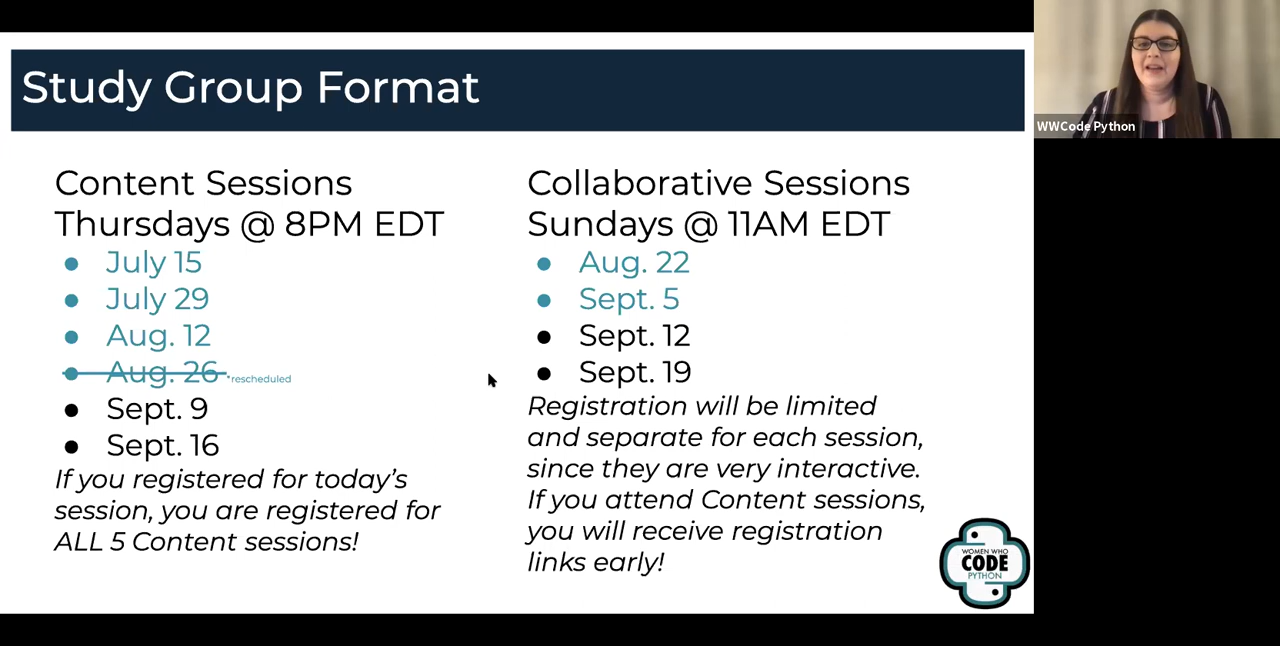 Study Group Format
Content Sessions
Thursdays @ 8PM EDT
July 15
July 29
Aug. 12
Aug. 26 *rescheduled
Sept. 9
Sept. 16
If you registered for today's
session, you are registered for
ALL 5 Content sessions!
Collaborative Sessions
Sundays @ 11AM EDT
Aug. 22
Sept. 5
Sept. 12
Sept. 19
Registration will be limited
and separate for each session,
since they are very interactive.
If you attend Content sessions,
you will receive registration
links early!
WOMEN WHO
CODE
PYTHON
WWCode Python